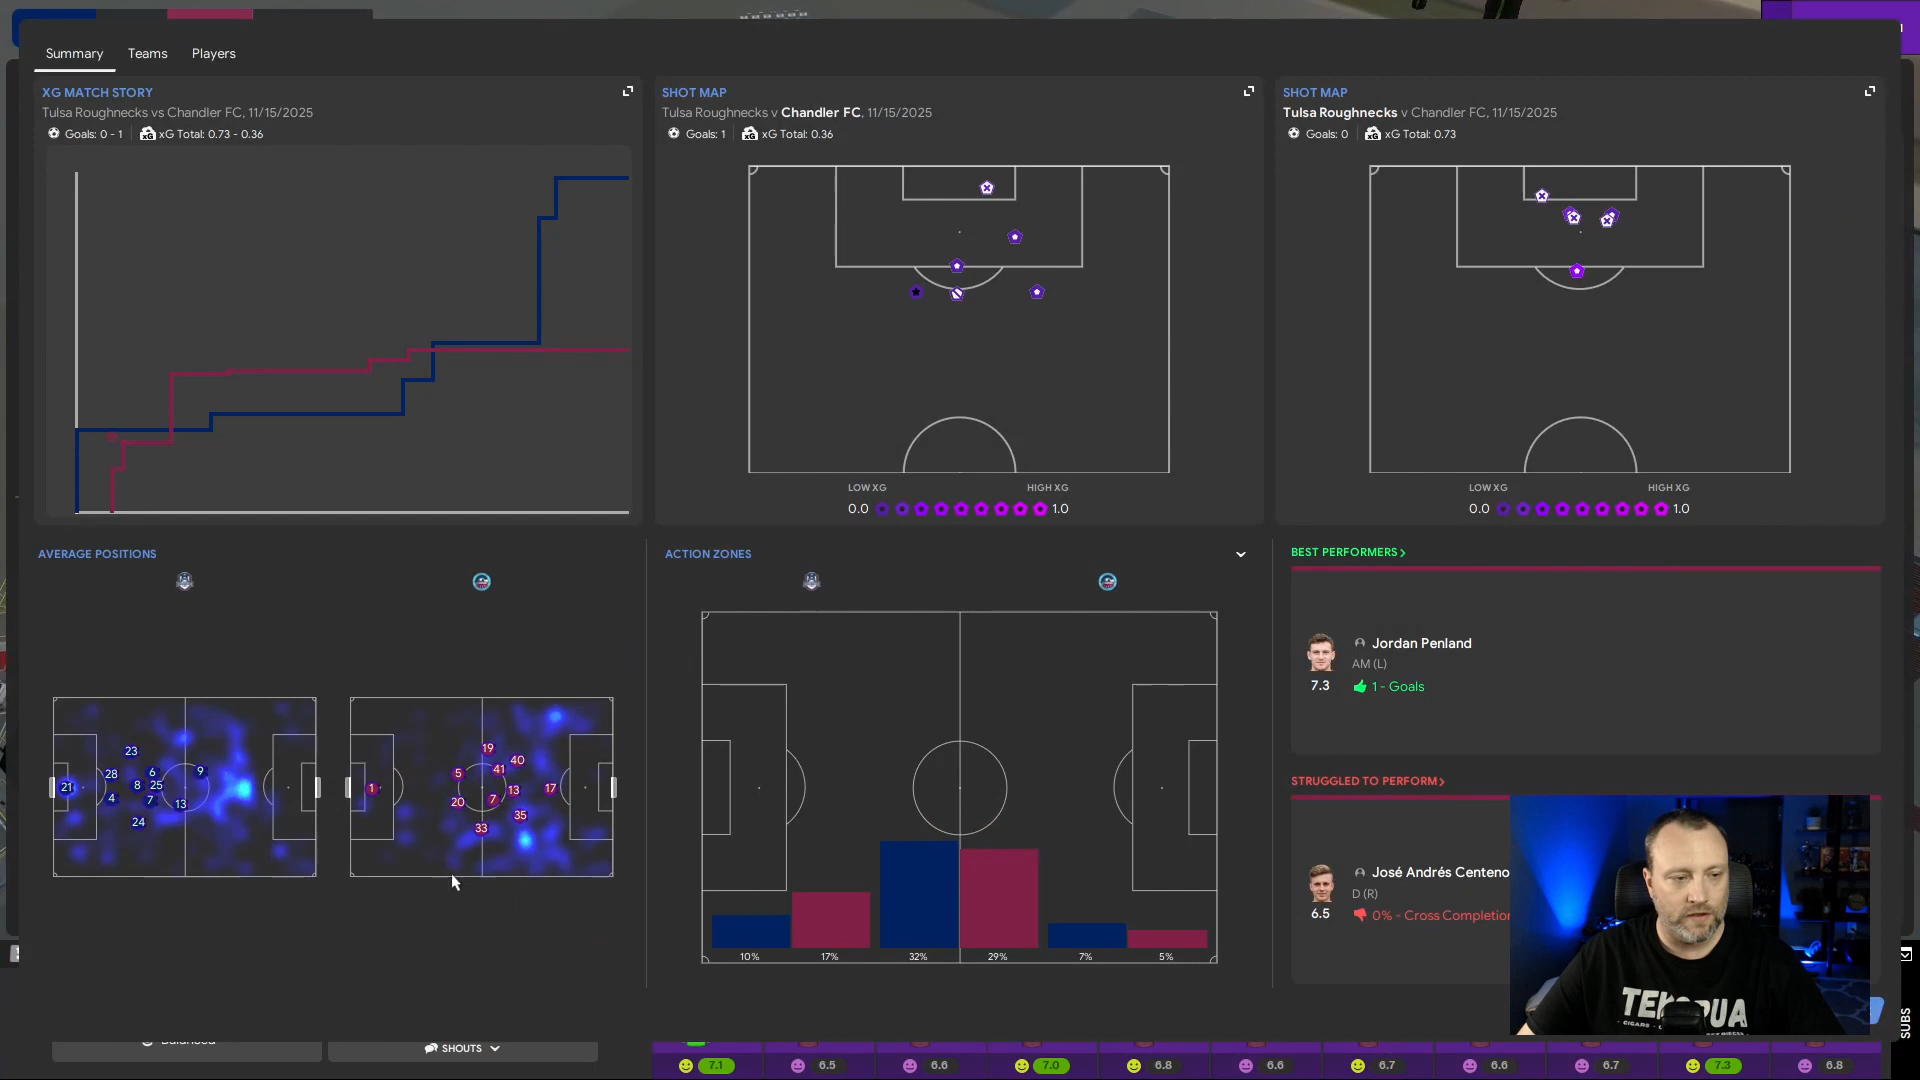 Summary Teams Players
XG MATCH STORY
Tulsa Roughnecks vs Chandler FC, 11/15/2025
Goals: 0 - 1 xG xG Total: 0.73 - 0.36
SHOT MAP
Tulsa Roughnecks v Chandler FC, 11/15/2025
Goals: 1 xG xG Total: 0.36
LOW XG HIGH XG
0.0 1.0
SHOT MAP
Tulsa Roughnecks v Chandler FC, 11/15/2025
Goals: 0 xG xG Total: 0.73
LOW XG HIGH XG
0.0 1.0
AVERAGE POSITIONS
23
28 6 9
21 8 25
4 7 13
24
19
40
5 41
1 13 17
20 7
35
33
ACTION ZONES
10% 17% 32% 29% 7% 5%
BEST PERFORMERS >
Jordan Penland
AM (L)
7.3 1 - Goals
STRUGGLED TO PERFORM >
José Andrés Centeno
D (R)
6.5 0% - Cross Completion
CIGARS
SUBS
Balanced
SHOUTS
7.1 6.5 6.6 7.0 6.8 6.6 6.7 6.6 6.7 7.3 6.8